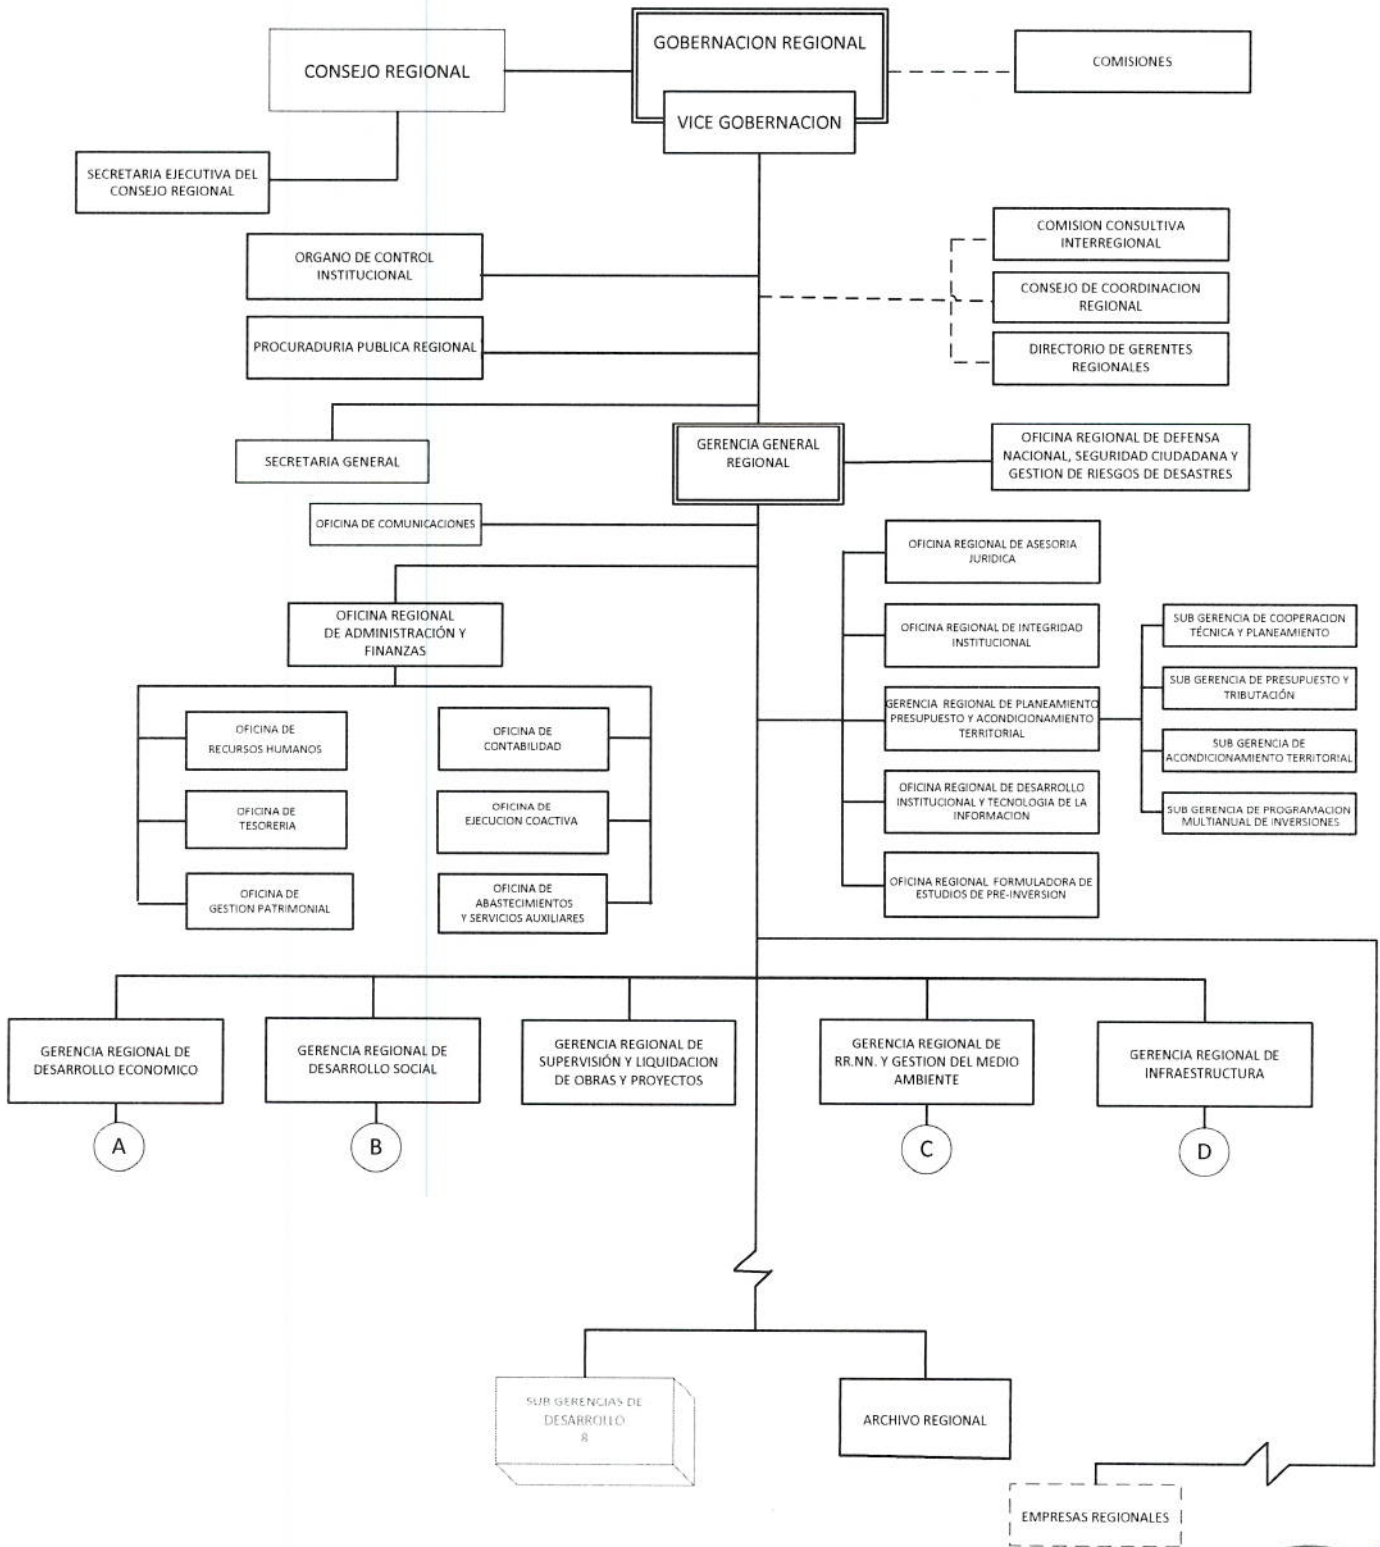 GOBERNACION REGIONAL
CONSEJO REGIONAL
COMISIONES
VICE GOBERNACION
SECRETARIA EJECUTIVA DEL
CONSEJO REGIONAL
COMISION CONSULTIVA
INTERREGIONAL
ORGANO DE CONTROL
INSTITUCIONAL
CONSEJO DE COORDINACION
REGIONAL
PROCURADURIA PUBLICA REGIONAL
DIRECTORIO DE GERENTES
REGIONALES
SECRETARIA GENERAL
GERENCIA GENERAL
REGIONAL
OFICINA REGIONAL DE DEFENSA
NACIONAL, SEGURIDAD CIUDADANA Y
GESTION DE RIESGOS DE DESASTRES
OFICINA DE COMUNICACIONES
OFICINA REGIONAL DE ASESORIA
JURIDICA
OFICINA REGIONAL
DE ADMINISTRACIÓN Y
FINANZAS
OFICINA REGIONAL DE INTEGRIDAD
INSTITUCIONAL
SUB GERENCIA DE COOPERACION
TÉCNICA Y PLANEAMIENTO
GERENCIA REGIONAL DE PLANEAMIENTO
PRESUPUESTO Y ACONDICIONAMIENTO
TERRITORIAL
SUB GERENCIA DE PRESUPUESTO Y
TRIBUTACIÓN
OFICINA DE
RECURSOS HUMANOS
OFICINA DE
CONTABILIDAD
SUB GERENCIA DE
ACONDICIONAMIENTO TERRITORIAL
OFICINA DE
TESORERIA
OFICINA DE
EJECUCION COACTIVA
OFICINA REGIONAL DE DESARROLLO
INSTITUCIONAL Y TECNOLOGIA DE LA
INFORMACION
SUB GERENCIA DE PROGRAMACION
MULTIANUAL DE INVERSIONES
OFICINA DE
GESTION PATRIMONIAL
OFICINA DE
ABASTECIMIENTOS
Y SERVICIOS AUXILIARES
OFICINA REGIONAL FORMULADORA DE
ESTUDIOS DE PRE-INVERSION
GERENCIA REGIONAL DE
DESARROLLO ECONOMICO
GERENCIA REGIONAL DE
DESARROLLO SOCIAL
GERENCIA REGIONAL DE
SUPERVISIÓN Y LIQUIDACION
DE OBRAS Y PROYECTOS
GERENCIA REGIONAL DE
RR.NN. Y GESTION DEL MEDIO
AMBIENTE
GERENCIA REGIONAL DE
INFRAESTRUCTURA
A
B
C
D
SUB GERENCIAS DE
DESARROLLO
8
ARCHIVO REGIONAL
EMPRESAS REGIONALES